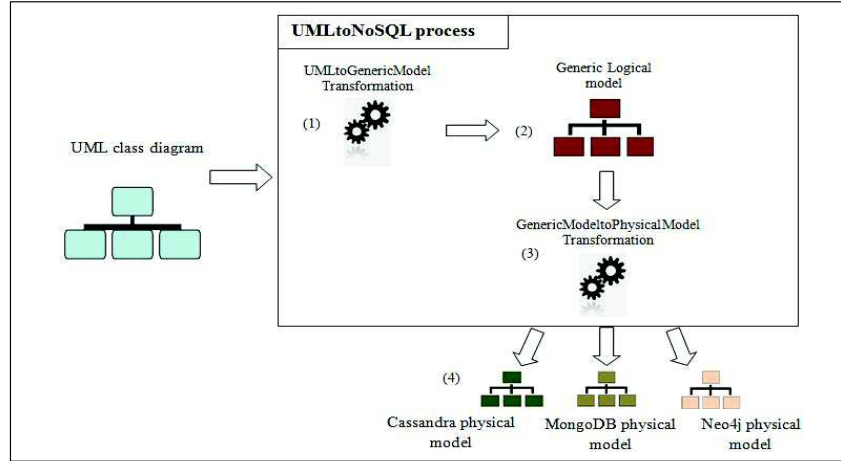 UMLtoNoSQL process
UMLtoGenericModel
Transformation
(1)
Generic Logical
model
(2)
UML class diagram
GenericModeltoPhysicalModel
Transformation
(3)
(4)
Cassandra physical
model
MongoDB physical
model
Neo4j physical
model